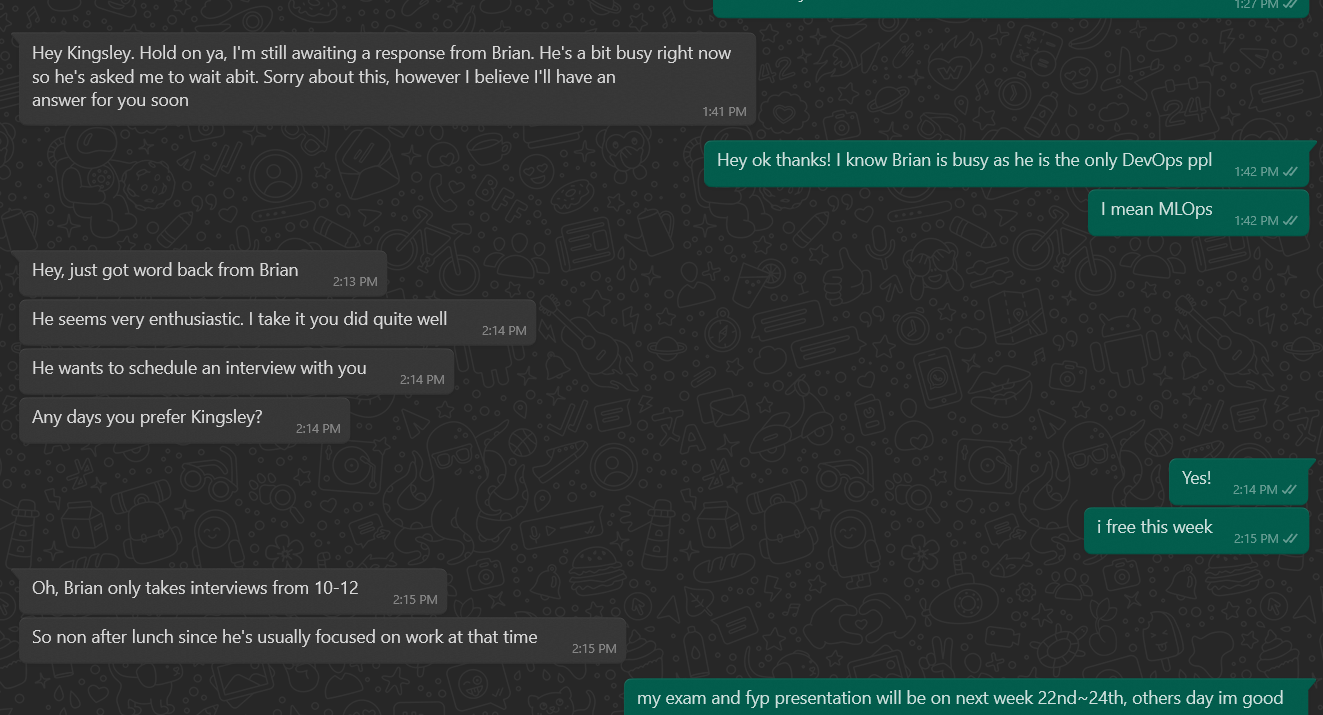 1:27 PM
Hey Kingsley. Hold on ya, I'm still awaiting a response from Brian. He's a bit busy right now
so he's asked me to wait abit. Sorry about this, however I believe I'll have an
answer for you soon
1:41 PM
Hey ok thanks! I know Brian is busy as he is the only DevOps ppl
1:42 PM
I mean MLOps
1:42 PM
Hey, just got word back from Brian
2:13 PM
He seems very enthusiastic. I take it you did quite well
2:14 PM
He wants to schedule an interview with you
2:14 PM
Any days you prefer Kingsley?
2:14 PM
Yes!
2:14 PM
i free this week
2:15 PM
Oh, Brian only takes interviews from 10-12
2:15 PM
So non after lunch since he's usually focused on work at that time
2:15 PM
my exam and fyp presentation will be on next week 22nd~24th, others day im good